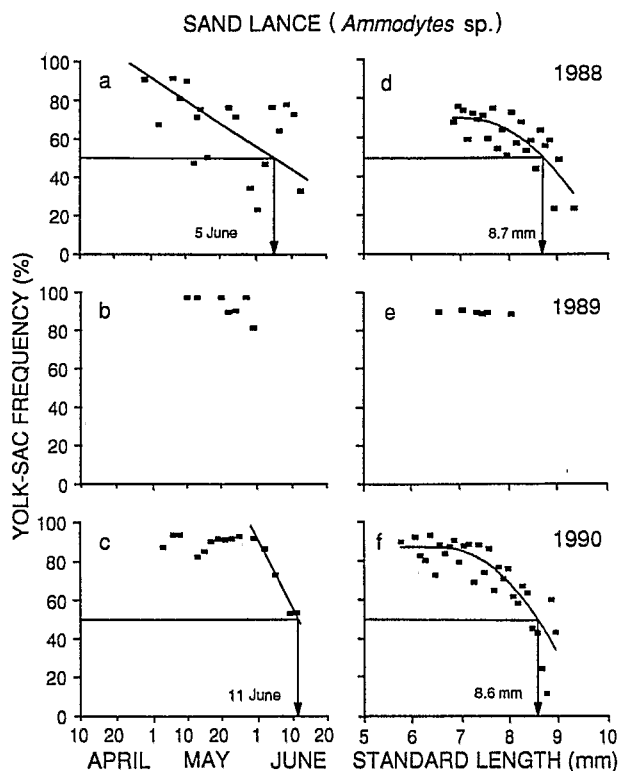 SAND LANCE ( Ammodytes sp.)
YOLK-SAC FREQUENCY (%)
100
80
60
40
20
0
a
5 June
d
1988
8.7 mm
100
80
60
40
20
0
b
e
1989
100
80
60
40
20
0
c
11 June
f
1990
8.6 mm
10 20 1 10 20 1 10 20
APRIL MAY JUNE
5 6 7 8 9 10
STANDARD LENGTH (mm)